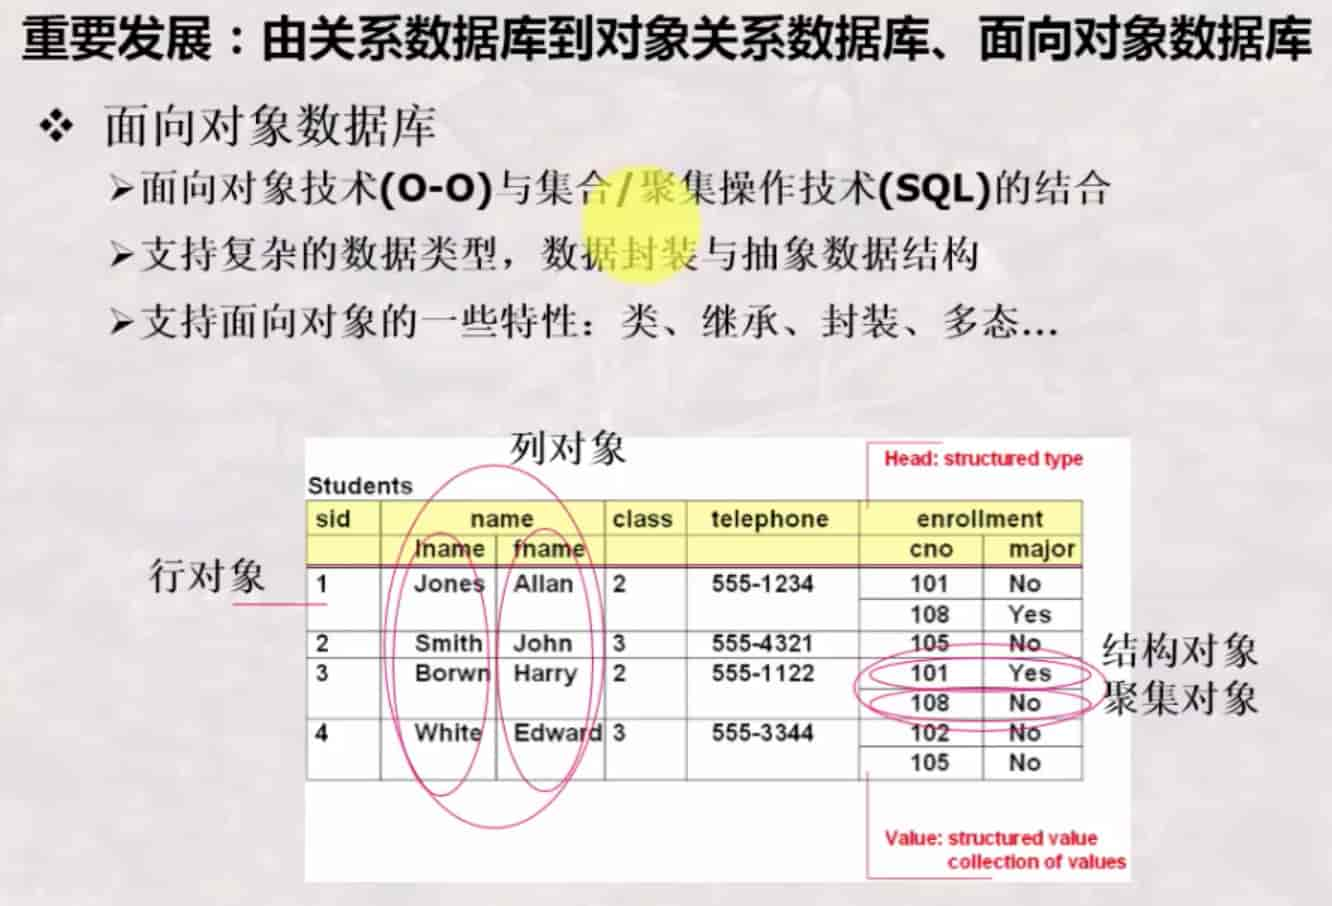 重要发展：由关系数据库到对象关系数据库、面向对象数据库
❖ 面向对象数据库
➢面向对象技术(O-O)与集合/聚集操作技术(SQL)的结合
➢支持复杂的数据类型，数据封装与抽象数据结构
➢支持面向对象的一些特性：类、继承、封装、多态...
列对象
Head: structured type
Students
sid name class telephone enrollment
lname fname cno major
行对象
1 Jones Allan 2 555-1234 101 No
108 Yes
2 Smith John 3 555-4321 105 No
结构对象
3 Borwn Harry 2 555-1122 101 Yes
聚集对象
108 No
4 White Edward 3 555-3344 102 No
105 No
Value: structured value
collection of values